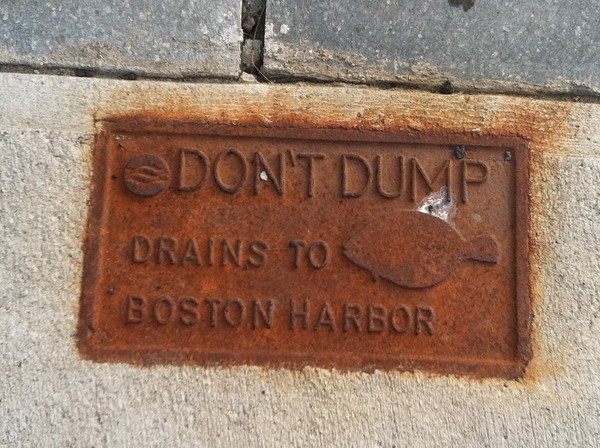 DON'T DUMP
DRAINS TO
BOSTON HARBOR